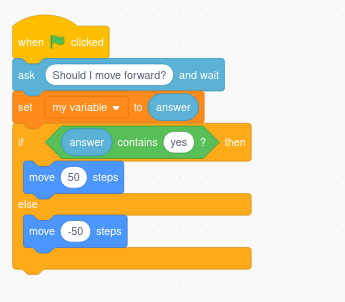 when clicked
ask Should I move forward? and wait
set my variable to answer
if answer contains yes ? then
move 50 steps
else
move -50 steps